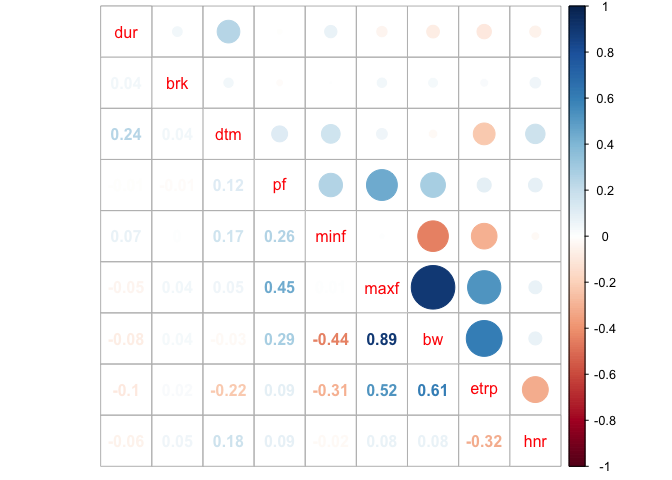 dur 1
0.04 brk 0.8
0.24 0.04 dtm 0.6
-0.01 0.12 pf 0.4
0.2
0.07 0.17 0.26 minf 0
-0.05 0.04 0.05 0.45 maxf -0.2
-0.08 0.04 -0.03 0.29 -0.44 0.89 bw -0.4
-0.1 0.02 -0.22 0.09 -0.31 0.52 0.61 etrp -0.6
-0.8
-0.06 0.05 0.18 0.09 -0.02 0.08 0.08 -0.32 hnr
-1